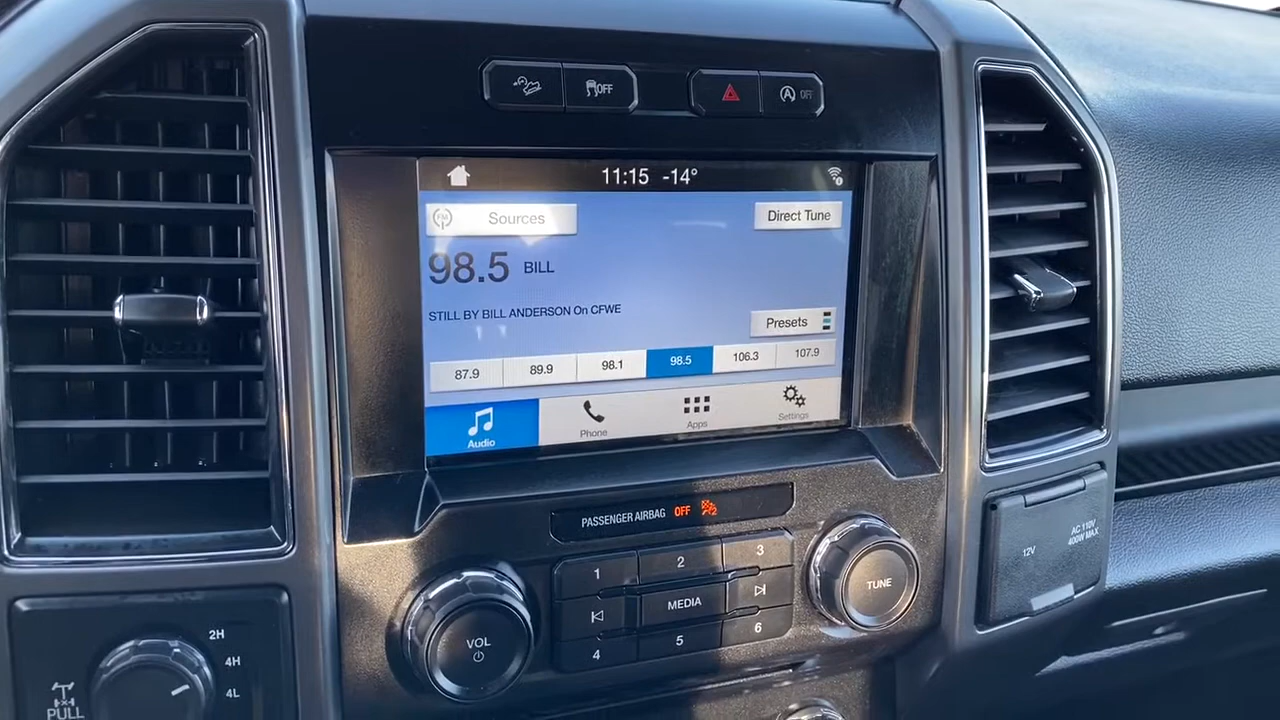 OFF
OFF
11:15 -14°
FM
Sources
Direct Tune
98.5 BILL
STILL BY BILL ANDERSON On CFWE
Presets
87.9 89.9 98.1 98.5 106.3 107.9
Audio Phone Apps Settings
PASSENGER AIRBAG OFF
1 2 3
MEDIA
4 5 6
VOL
TUNE
12V
AC 110V
400W MAX
2H
4H
4L
PULL